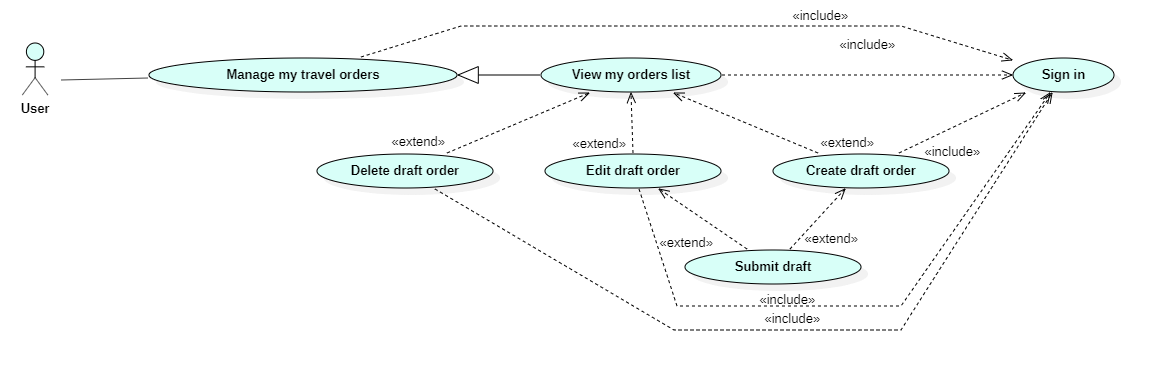 «include»
«include»
Manage my travel orders
View my orders list
Sign in
User
«extend»
«extend»
«extend»
«include»
Delete draft order
Edit draft order
Create draft order
«extend»
«extend»
Submit draft
«include»
«include»